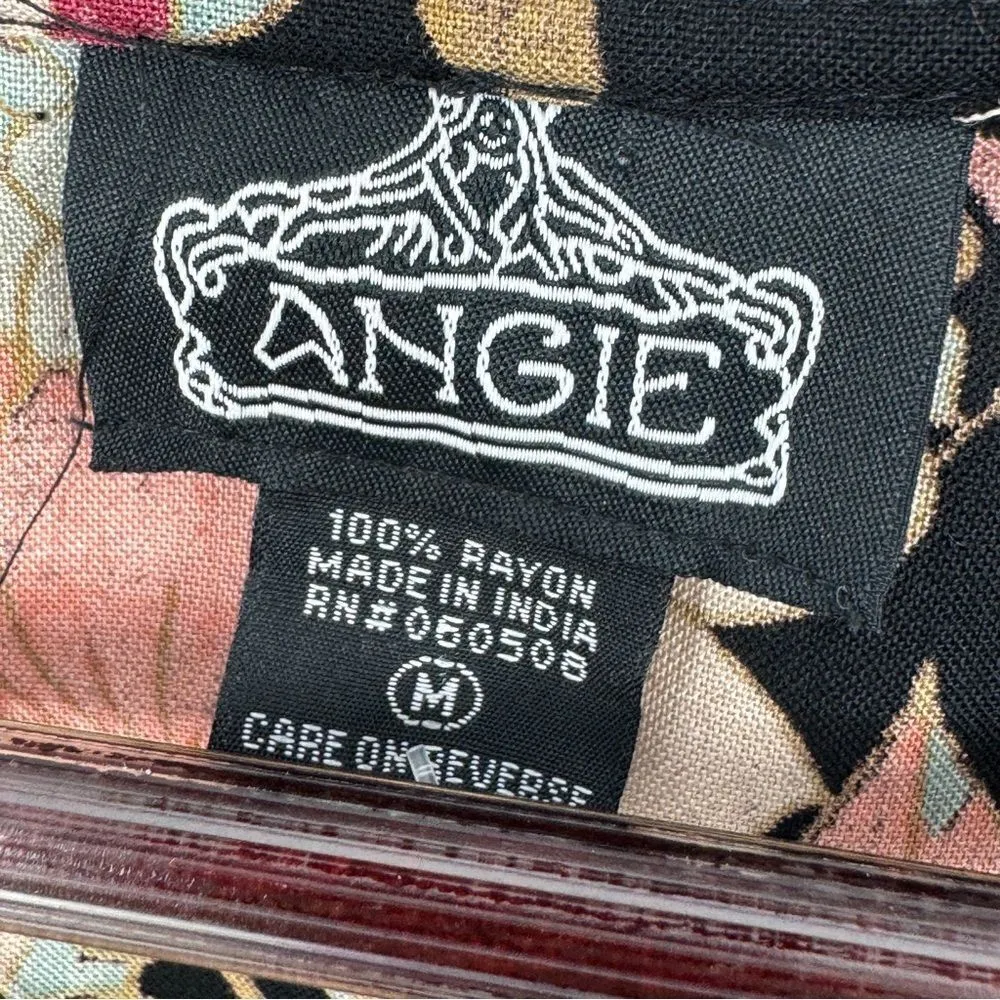 ANGIE
100% RAYON
MADE IN INDIA
RN#060508
M
CARE ON REVERSE